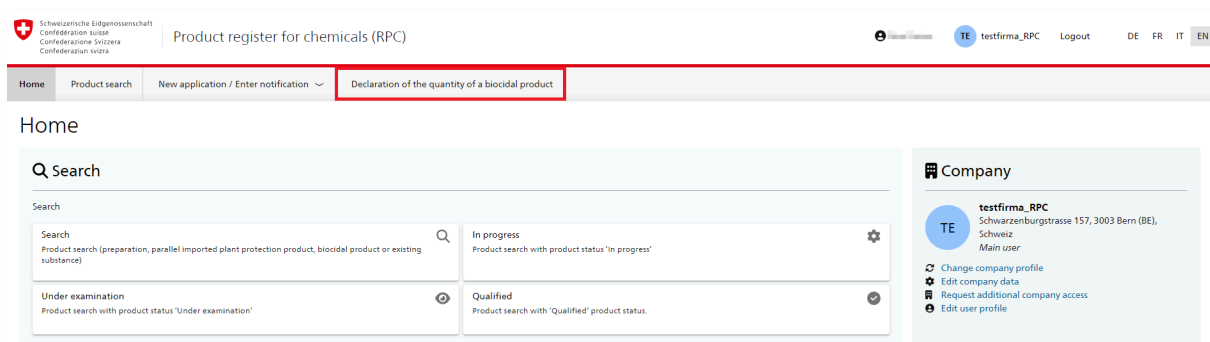 Schweizerische Eidgenossenschaft
Confédération suisse
Confederazione Svizzera
Confederaziun svizra
Product register for chemicals (RPC)
TE testfirma_RPC Logout DE FR IT EN
Home Product search New application / Enter notification Declaration of the quantity of a biocidal product
Home
Search
Search
Search
Product search (preparation, parallel imported plant protection product, biocidal product or existing
substance)
In progress
Product search with product status 'In progress'
Under examination
Product search with product status 'Under examination'
Qualified
Product search with 'Qualified' product status.
Company
TE
testfirma_RPC
Schwarzenburgstrasse 157, 3003 Bern (BE),
Schweiz
Main user
Change company profile
Edit company data
Request additional company access
Edit user profile